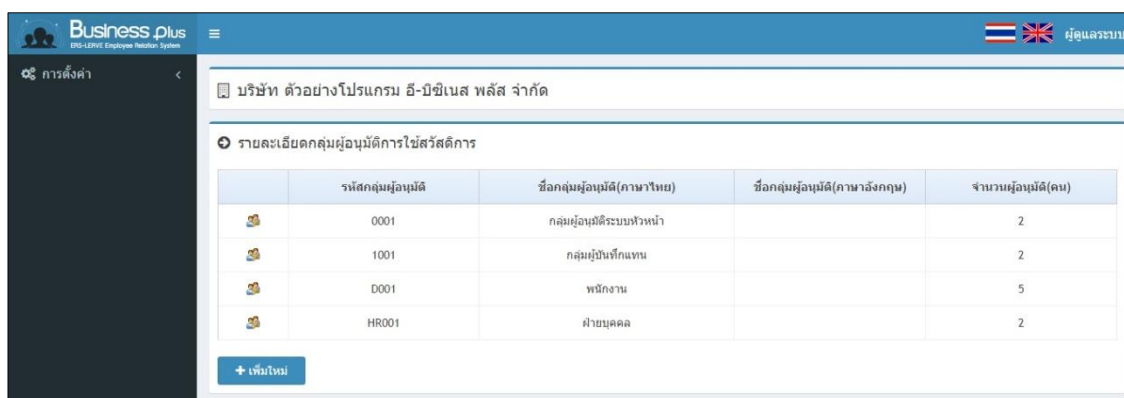 Business Plus
ERS-LERVE Employee Relation System
ผู้ดูแลระบบ
การตั้งค่า
บริษัท ตัวอย่างโปรแกรม อี-บิซิเนส พลัส จำกัด
รายละเอียดกลุ่มผู้อนุมัติการใช้สวัสดิการ
รหัสกลุ่มผู้อนุมัติ ชื่อกลุ่มผู้อนุมัติ(ภาษาไทย) ชื่อกลุ่มผู้อนุมัติ(ภาษาอังกฤษ) จำนวนผู้อนุมัติ(คน)
0001 กลุ่มผู้อนุมัติระบบหัวหน้า 2
1001 กลุ่มผู้บันทึกแทน 2
D001 พนักงาน 5
HR001 ฝ่ายบุคคล 2
+ เพิ่มใหม่